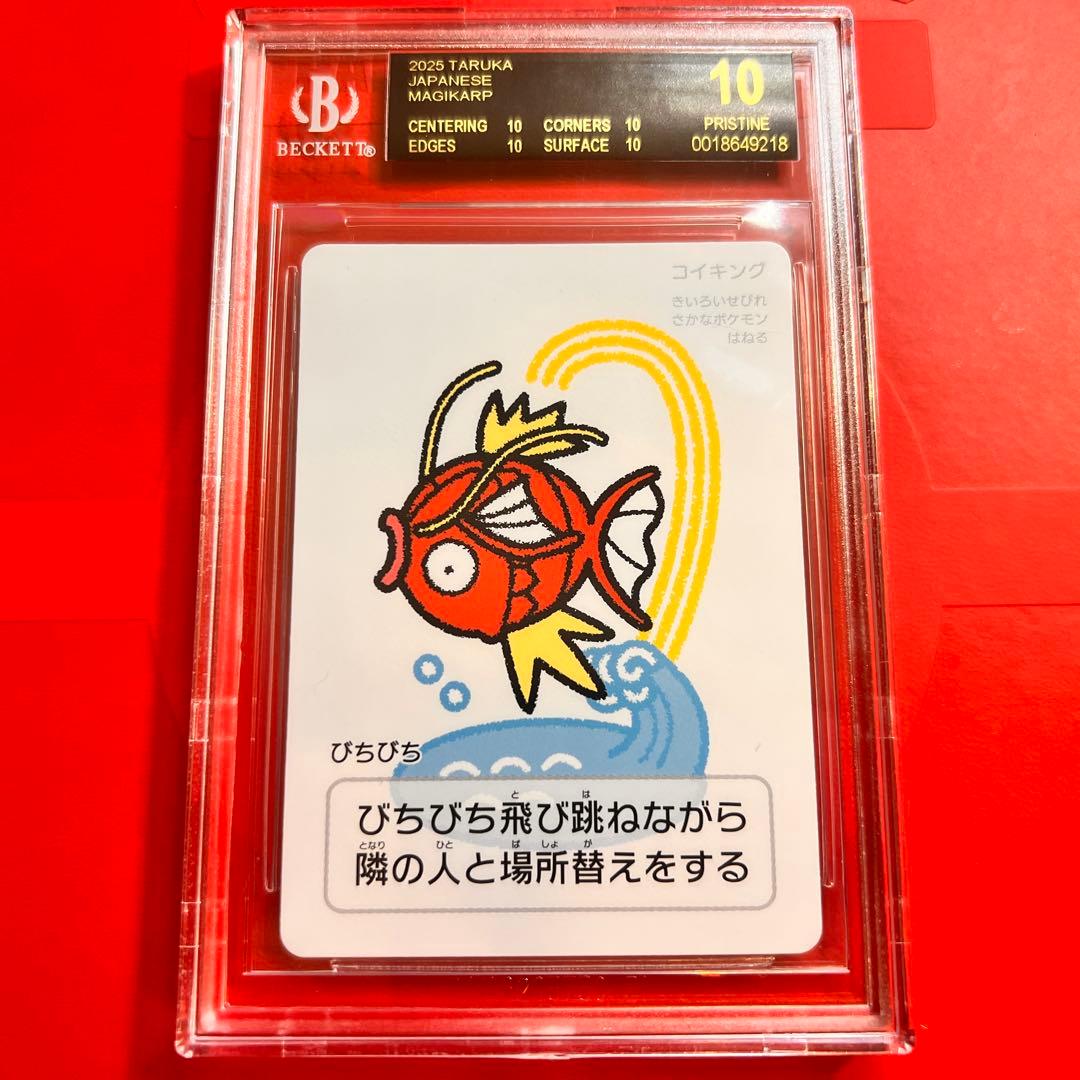 B
BECKETT®
2025 TARUKA
JAPANESE
MAGIKARP
CENTERING 10 CORNERS 10
EDGES 10 SURFACE 10
10
PRISTINE
0018649218
コイキング
きいろいせびれ
さかなポケモン
はねる
びちびち
びちびち飛び跳ねながら
隣の人と場所替えをする
と は
となり ひと ば しょ が